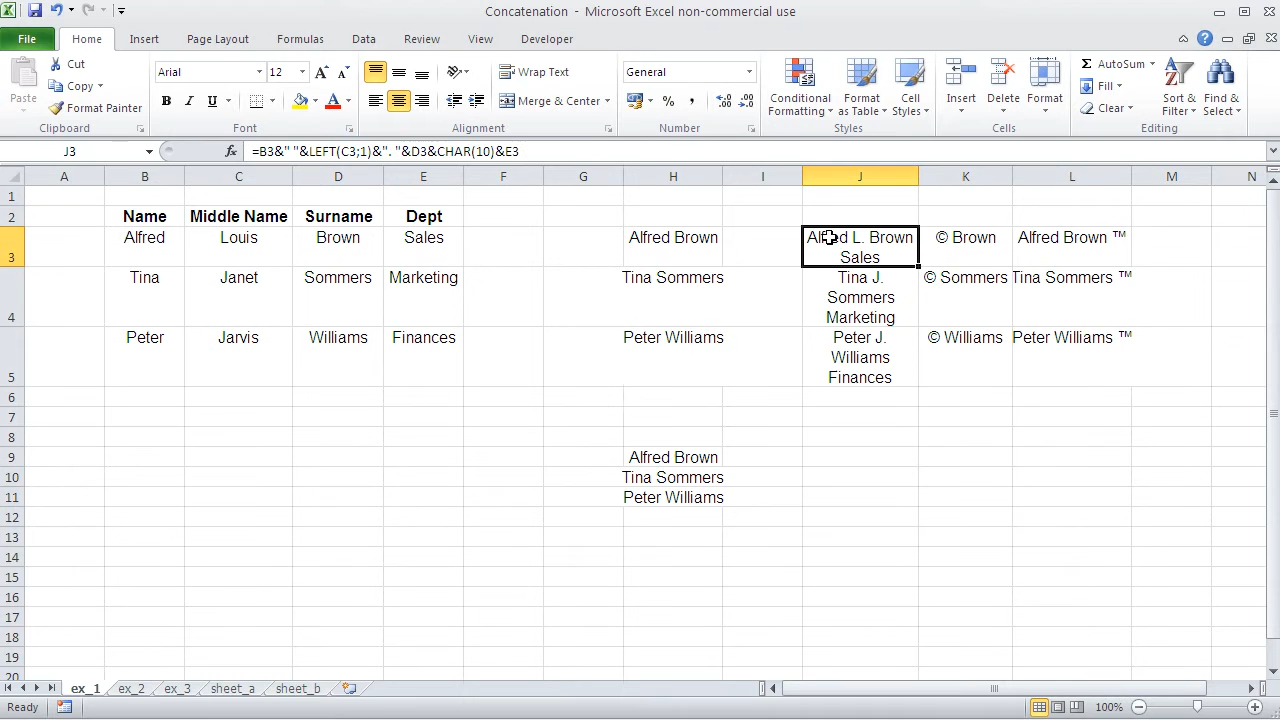 Concatenation - Microsoft Excel non-commercial use
File Home Insert Page Layout Formulas Data Review View Developer
Paste
Cut
Copy
Format Painter
Clipboard
Arial 12
B I U
Font
Wrap Text
Merge & Center
Alignment
General
Number
Conditional Formatting
Format as Table
Cell Styles
Styles
Insert Delete Format
Cells
AutoSum
Fill
Clear
Sort & Filter
Find & Select
Editing
J3 =B3&" "&LEFT(C3;1)&". "&D3&CHAR(10)&E3
A B C D E F G H I J K L M N
1
2 Name Middle Name Surname Dept
3 Alfred Louis Brown Sales Alfred Brown Alfred L. Brown Sales © Brown Alfred Brown ™
4 Tina Janet Sommers Marketing Tina Sommers Tina J. Sommers Marketing © Sommers Tina Sommers ™
5 Peter Jarvis Williams Finances Peter Williams Peter J. Williams Finances © Williams Peter Williams ™
6
7
8
9 Alfred Brown
10 Tina Sommers
11 Peter Williams
12
13
14
15
16
17
18
19
20
ex_1 ex_2 ex_3 sheet_a sheet_b
Ready 100%